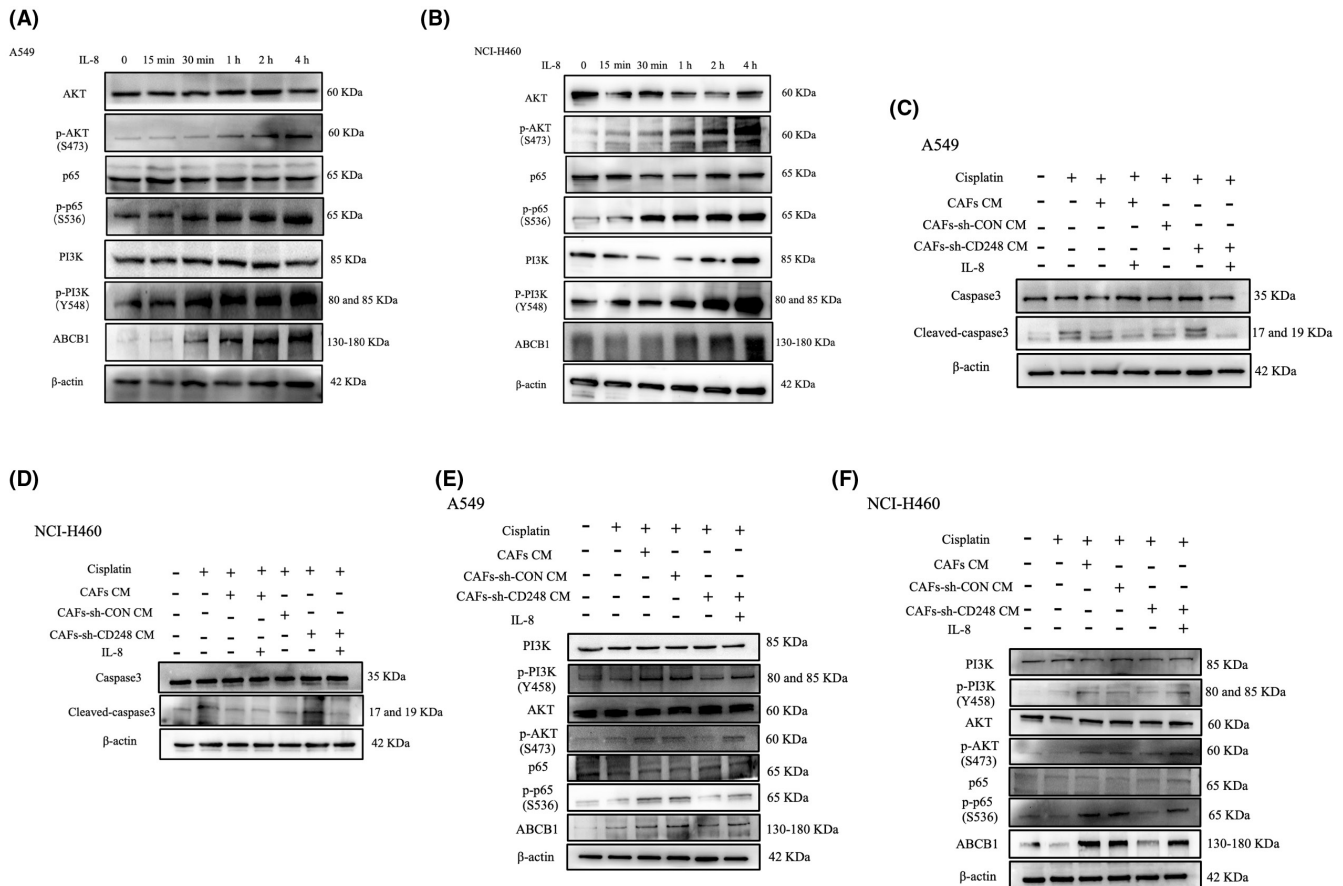 (A)
A549
IL-8 0 15 min 30 min 1 h 2 h 4 h
AKT 60 KDa
p-AKT 60 KDa
(S473)
p65 65 KDa
p-p65 65 KDa
(S536)
PI3K 85 KDa
p-PI3K 80 and 85 KDa
(Y548)
ABCB1 130-180 KDa
β-actin 42 KDa
(B)
NCI-H460
IL-8 0 15 min 30 min 1 h 2 h 4 h
AKT 60 KDa
p-AKT 60 KDa
(S473)
p65 65 KDa
p-p65 65 KDa
(S536)
PI3K 85 KDa
P-PI3K 80 and 85 KDa
(Y548)
ABCB1 130-180 KDa
β-actin 42 KDa
(C)
A549
Cisplatin - + + + + + +
CAFs CM - - + + - - -
CAFs-sh-CON CM - - - - + - -
CAFs-sh-CD248 CM - - - - - + +
IL-8 - - - + - - +
Caspase3 35 KDa
Cleaved-caspase3 17 and 19 KDa
β-actin 42 KDa
(D)
NCI-H460
Cisplatin - + + + + + +
CAFs CM - - + + - - -
CAFs-sh-CON CM - - - - + - -
CAFs-sh-CD248 CM - - - - - + +
IL-8 - - - + - - +
Caspase3 35 KDa
Cleaved-caspase3 17 and 19 KDa
β-actin 42 KDa
(E)
A549
Cisplatin - + + + + +
CAFs CM - - + - - -
CAFs-sh-CON CM - - - + - -
CAFs-sh-CD248 CM - - - - + +
IL-8 - - - - - +
PI3K 85 KDa
p-PI3K 80 and 85 KDa
(Y458)
AKT 60 KDa
p-AKT 60 KDa
(S473)
p65 65 KDa
p-p65 65 KDa
(S536)
ABCB1 130-180 KDa
β-actin 42 KDa
(F)
NCI-H460
Cisplatin - + + + + +
CAFs CM - - + - - -
CAFs-sh-CON CM - - - + - -
CAFs-sh-CD248 CM - - - - + +
IL-8 - - - - - +
PI3K 85 KDa
p-PI3K 80 and 85 KDa
(Y458)
AKT 60 KDa
p-AKT 60 KDa
(S473)
p65 65 KDa
p-p65 65 KDa
(S536)
ABCB1 130-180 KDa
β-actin 42 KDa